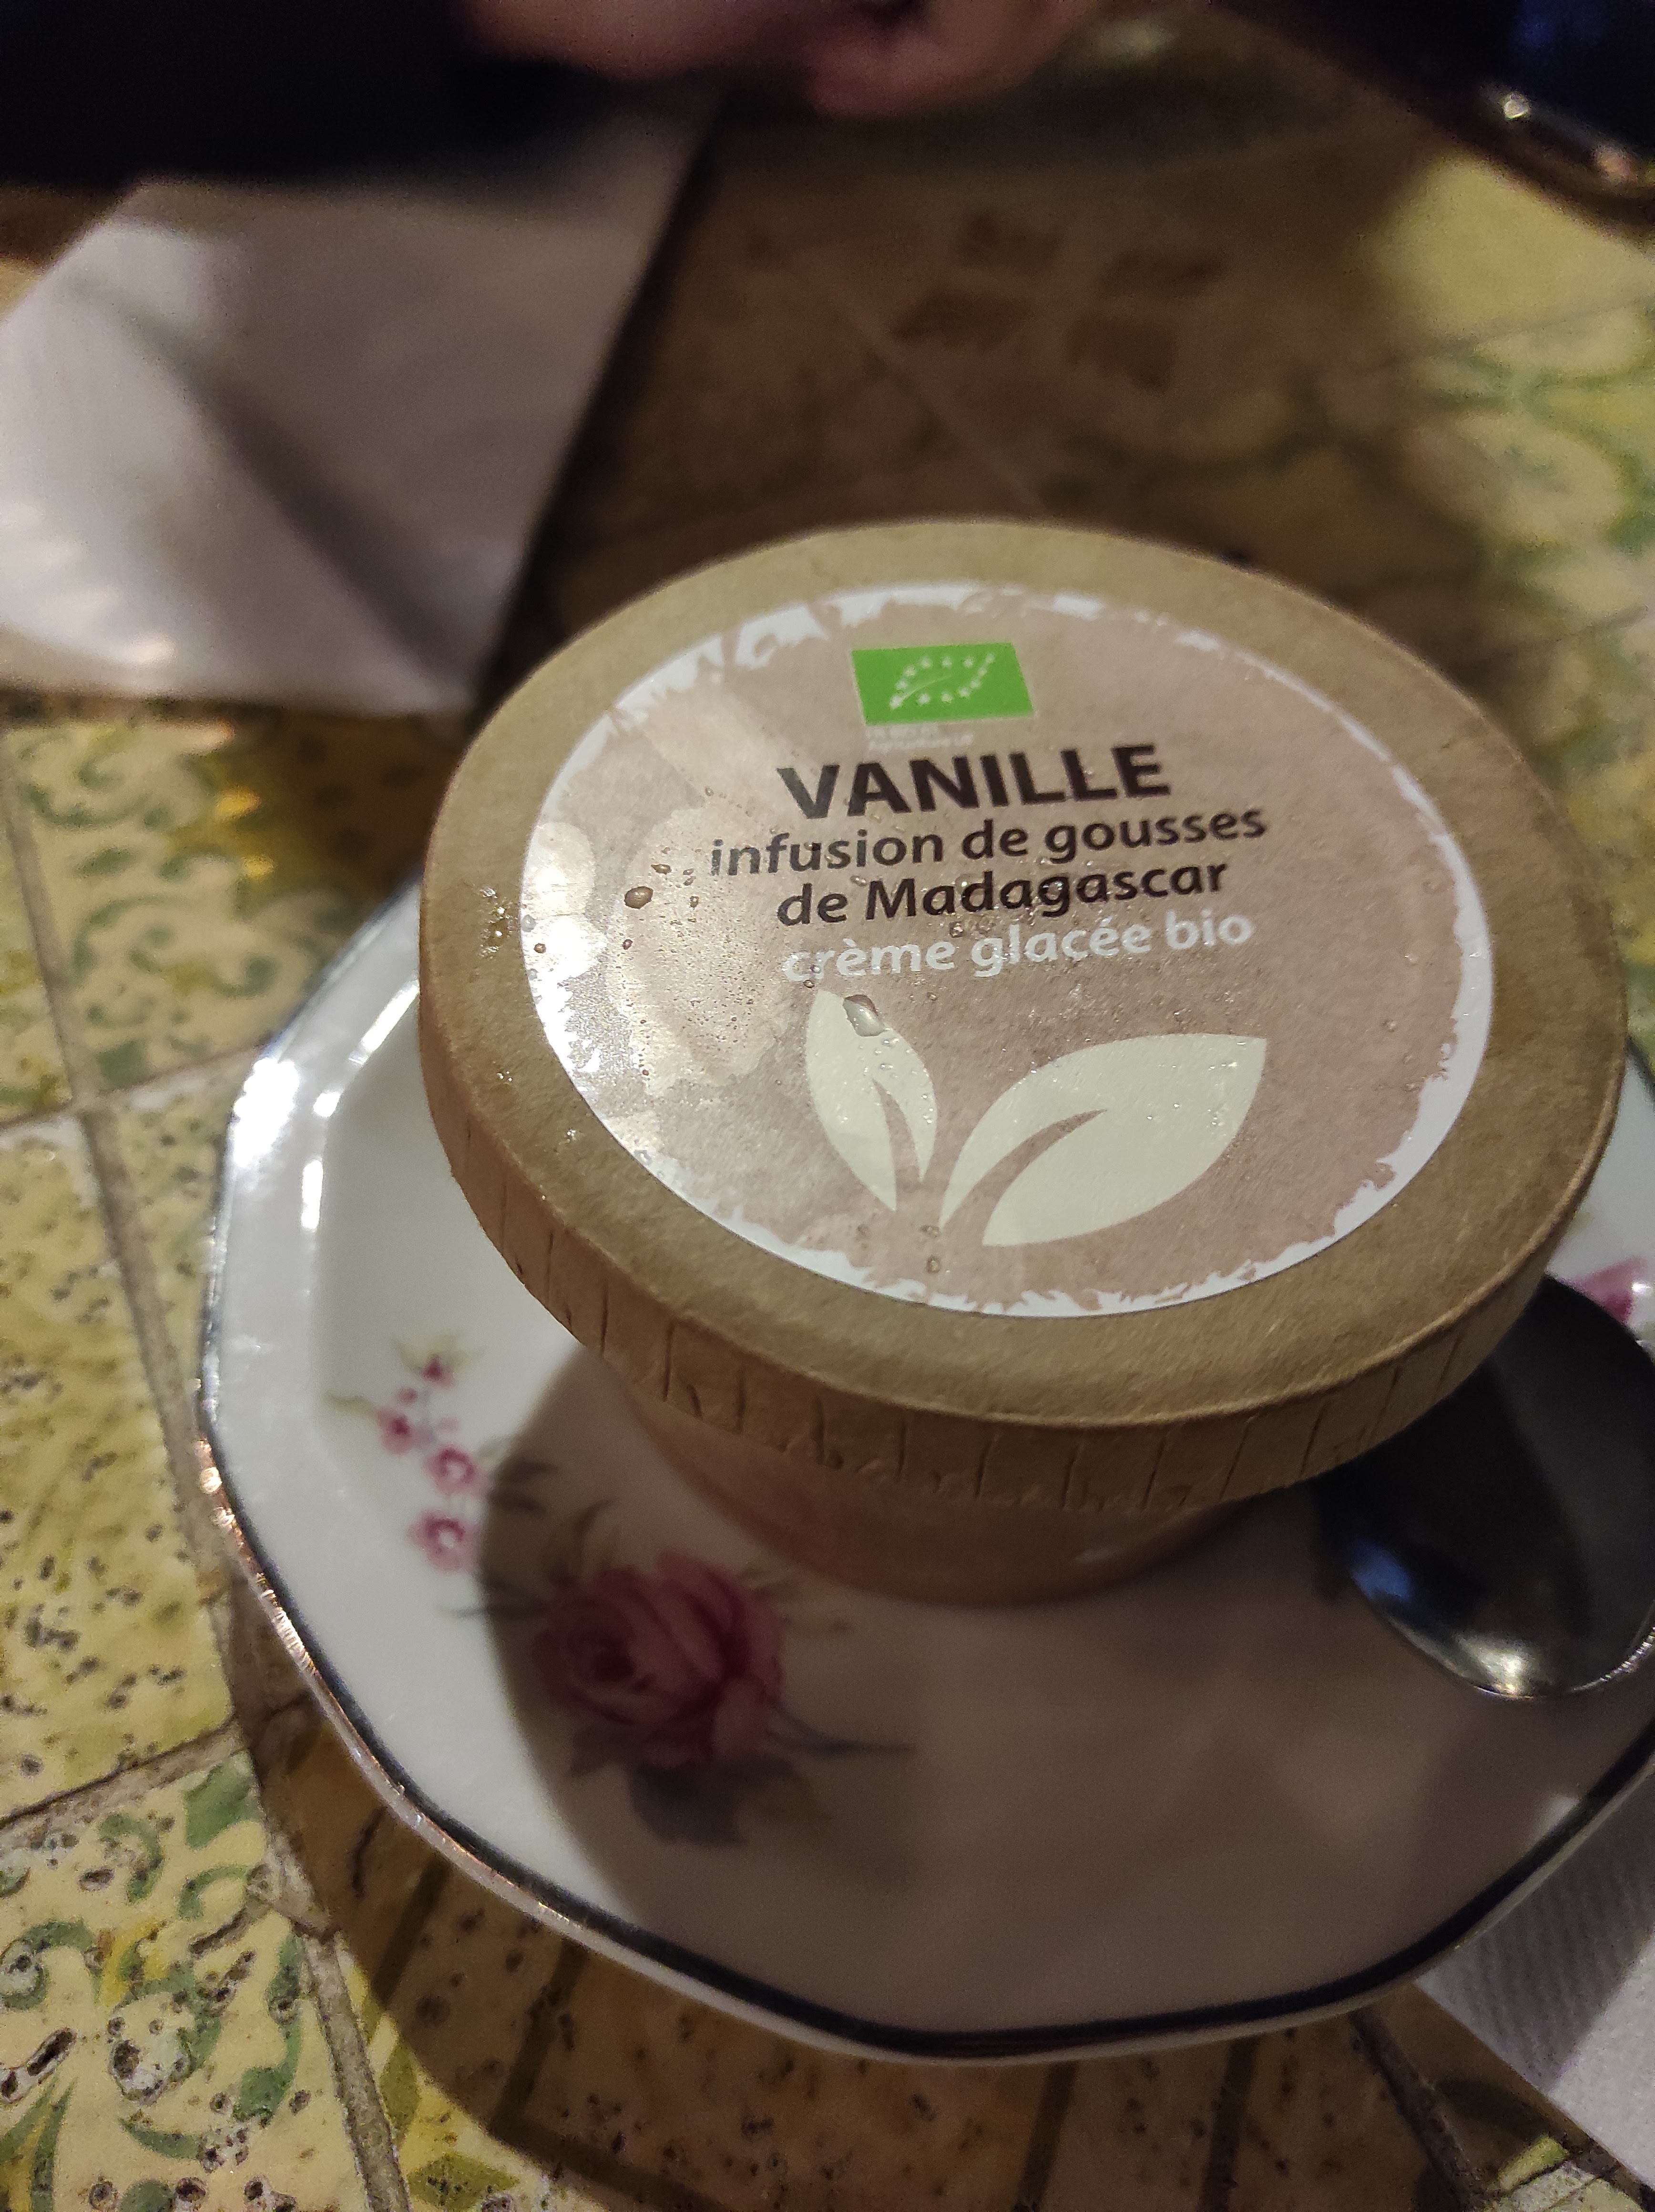 VANILLE
infusion de gousses
de Madagascar
crème glacée bio